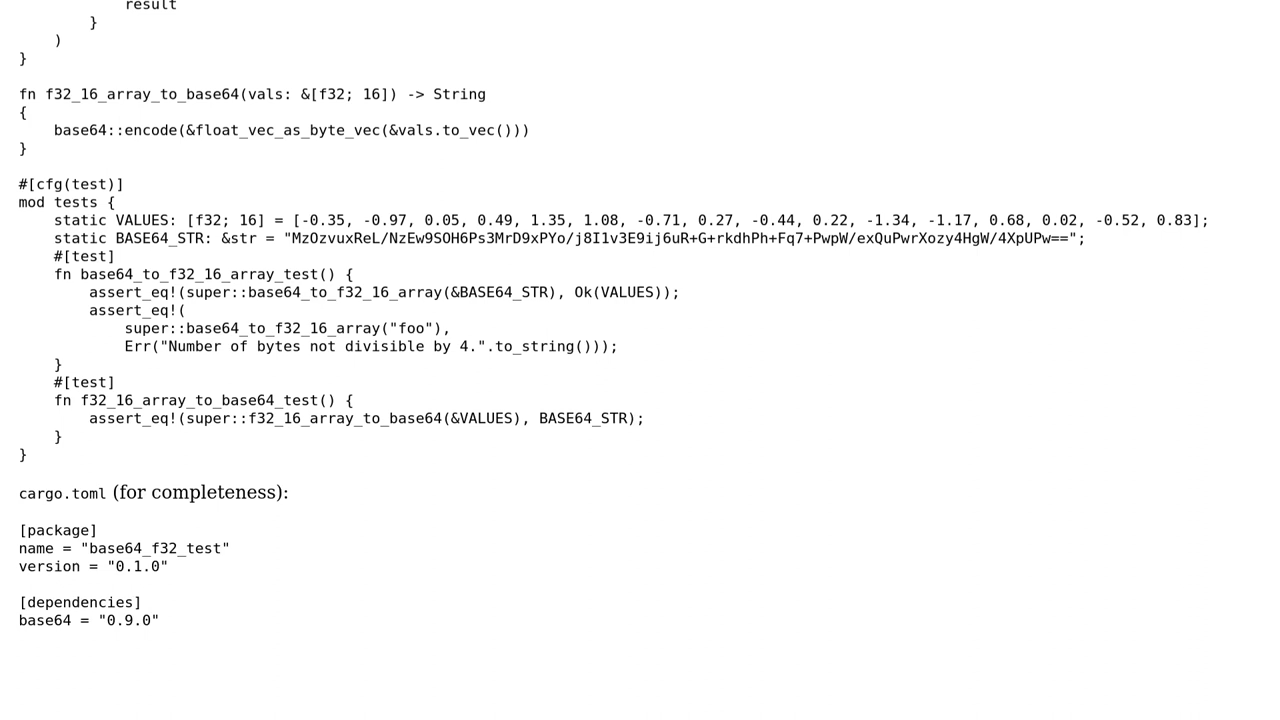 result
        }
    )
}

fn f32_16_array_to_base64(vals: &[f32; 16]) -> String
{
    base64::encode(&float_vec_as_byte_vec(&vals.to_vec()))
}

#[cfg(test)]
mod tests {
    static VALUES: [f32; 16] = [-0.35, -0.97, 0.05, 0.49, 1.35, 1.08, -0.71, 0.27, -0.44, 0.22, -1.34, -1.17, 0.68, 0.02, -0.52, 0.83];
    static BASE64_STR: &str = "MzOzvuxReL/NzEw9SOH6Ps3MrD9xPYo/j8I1v3E9ij6uR+G+rkdhPh+Fq7+PwpW/exQuPwrXozy4HgW/4XpUPw==";
    #[test]
    fn base64_to_f32_16_array_test() {
        assert_eq!(super::base64_to_f32_16_array(&BASE64_STR), Ok(VALUES));
        assert_eq!(
            super::base64_to_f32_16_array("foo"),
            Err("Number of bytes not divisible by 4.".to_string()));
    }
    #[test]
    fn f32_16_array_to_base64_test() {
        assert_eq!(super::f32_16_array_to_base64(&VALUES), BASE64_STR);
    }
}

cargo.toml (for completeness):

[package]
name = "base64_f32_test"
version = "0.1.0"

[dependencies]
base64 = "0.9.0"